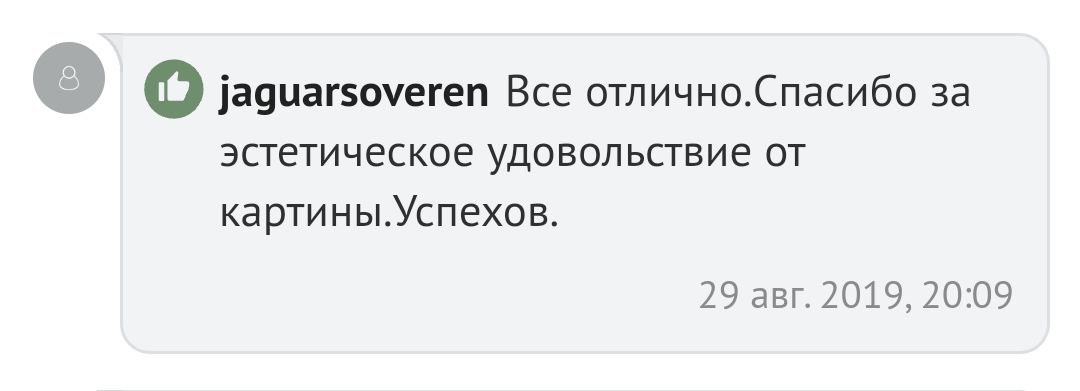 jaguarsoveren Все отлично.Спасибо за
эстетическое удовольствие от
картины.Успехов.
29 авг. 2019, 20:09